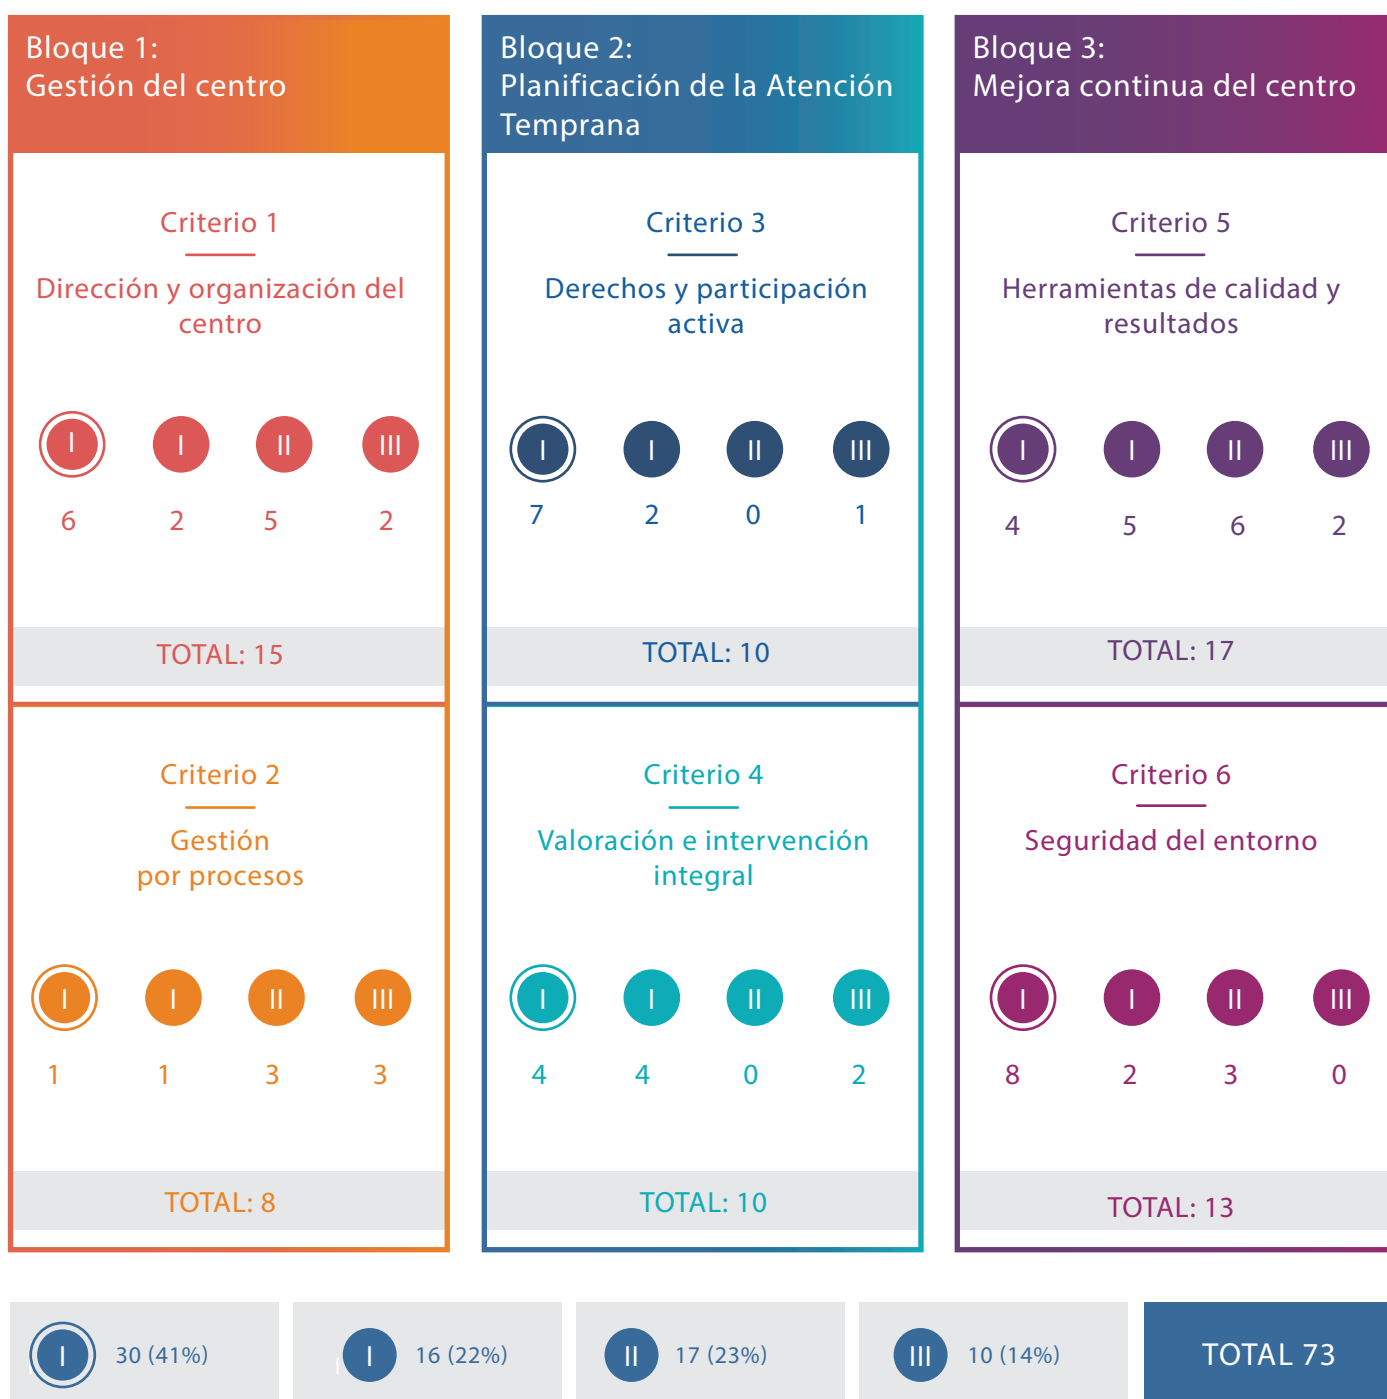 Bloque 1:
Gestión del centro
Criterio 1
Dirección y organización del
centro
I I II III
6 2 5 2
TOTAL: 15
Criterio 2
Gestión
por procesos
I I II III
1 1 3 3
TOTAL: 8
Bloque 2:
Planificación de la Atención
Temprana
Criterio 3
Derechos y participación
activa
I I II III
7 2 0 1
TOTAL: 10
Criterio 4
Valoración e intervención
integral
I I II III
4 4 0 2
TOTAL: 10
Bloque 3:
Mejora continua del centro
Criterio 5
Herramientas de calidad y
resultados
I I II III
4 5 6 2
TOTAL: 17
Criterio 6
Seguridad del entorno
I I II III
8 2 3 0
TOTAL: 13
I 30 (41%)
I 16 (22%)
II 17 (23%)
III 10 (14%)
TOTAL 73